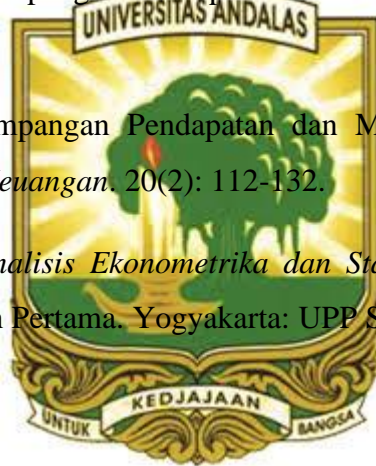 UNIVERSITAS ANDALAS
mpangan Pendapatan dan M
euangan. 20(2): 112-132.
nalisis Ekonometrika dan Sta
n Pertama. Yogyakarta: UPP S
KEDJAJAAN
UNTUK BANGSA